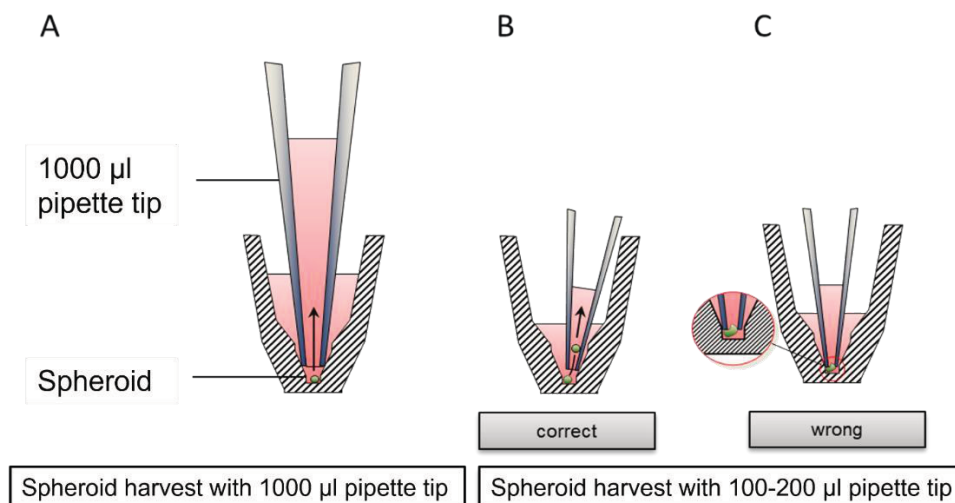 A
B
C
1000 µl
pipette tip
Spheroid
correct
wrong
Spheroid harvest with 1000 µl pipette tip
Spheroid harvest with 100-200 µl pipette tip